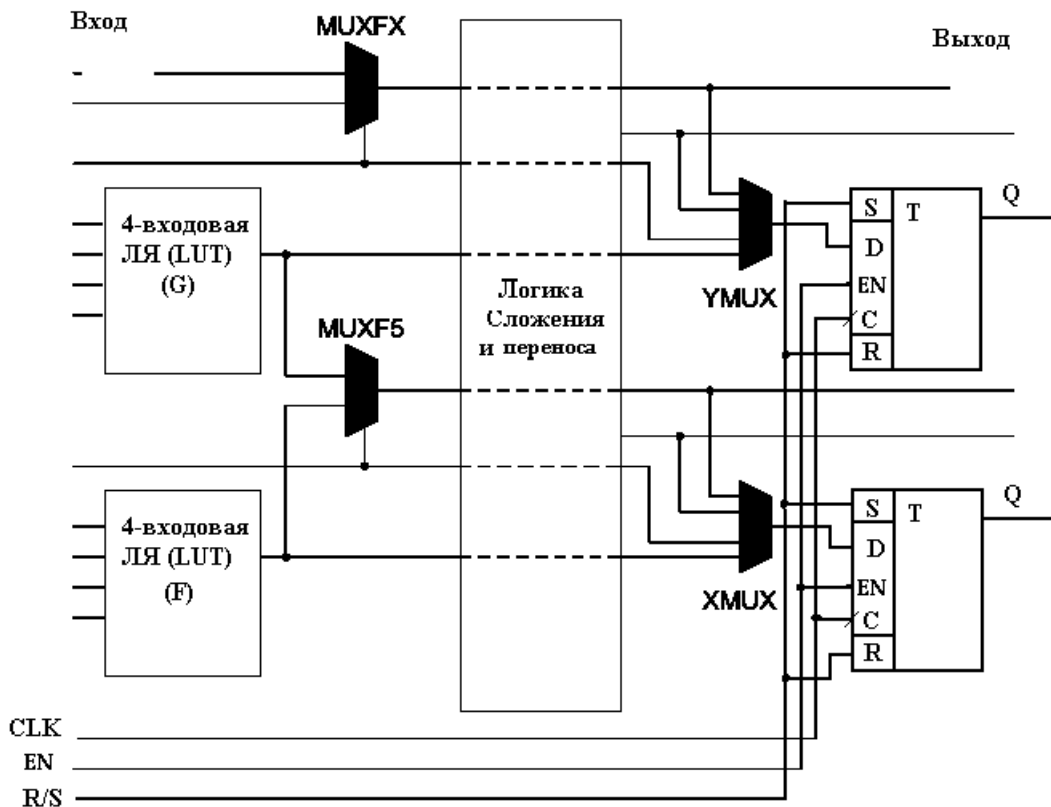 Вход
MUXFX
Выход
4-входовая
ЛЯ (LUT)
(G)
MUXF5
Логика
Сложения
и переноса
YMUX
S
T
D
EN
C
R
Q
4-входовая
ЛЯ (LUT)
(F)
XMUX
S
T
D
EN
C
R
Q
CLK
EN
R/S